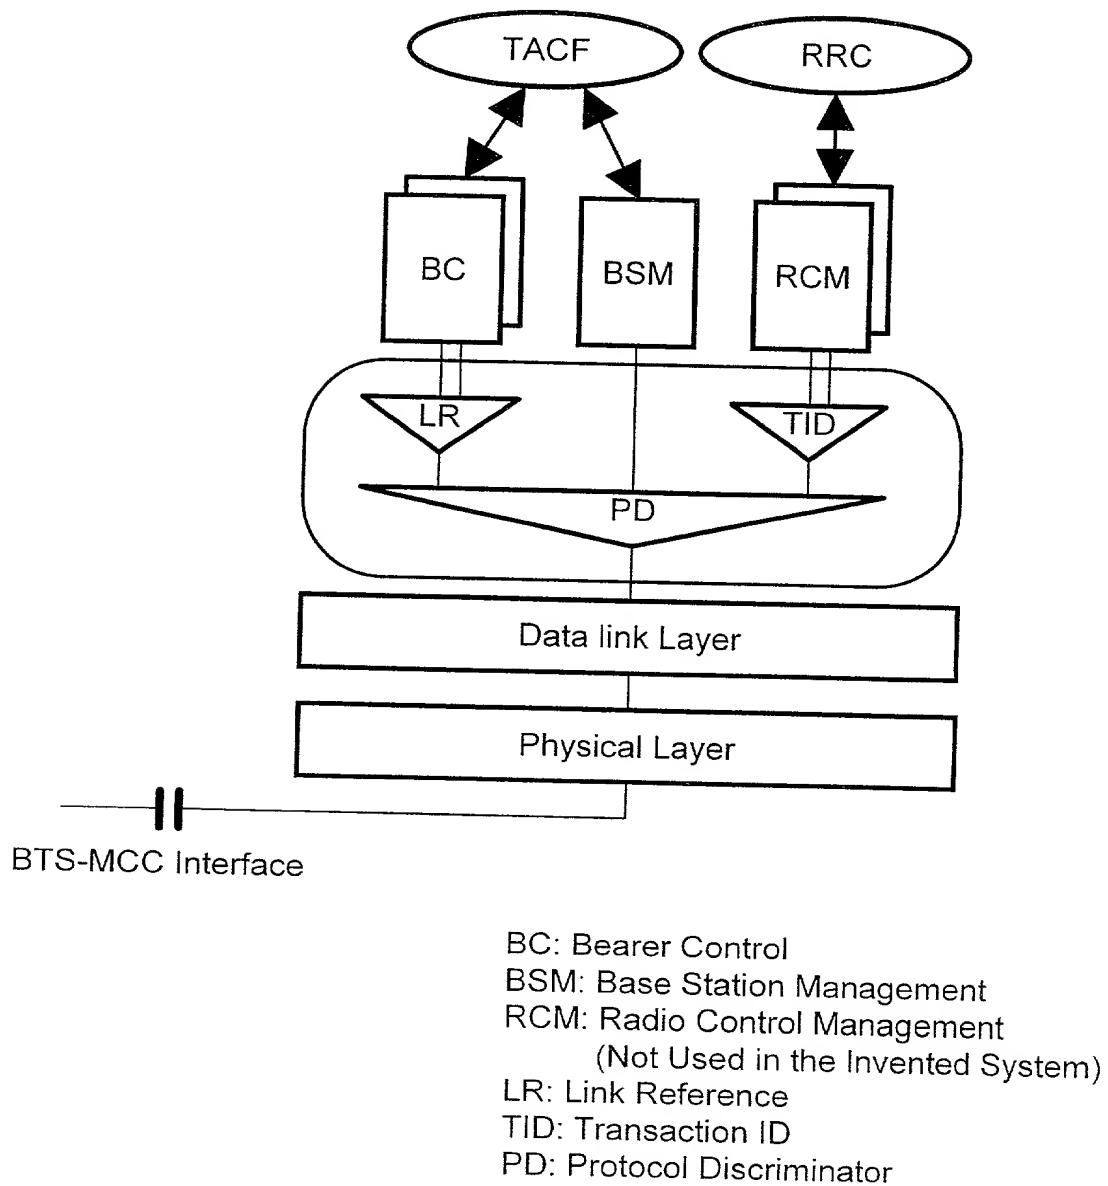 TACF
RRC
BC
BSM
RCM
LR
TID
PD
Data link Layer
Physical Layer
BTS-MCC Interface
BC: Bearer Control
BSM: Base Station Management
RCM: Radio Control Management
(Not Used in the Invented System)
LR: Link Reference
TID: Transaction ID
PD: Protocol Discriminator